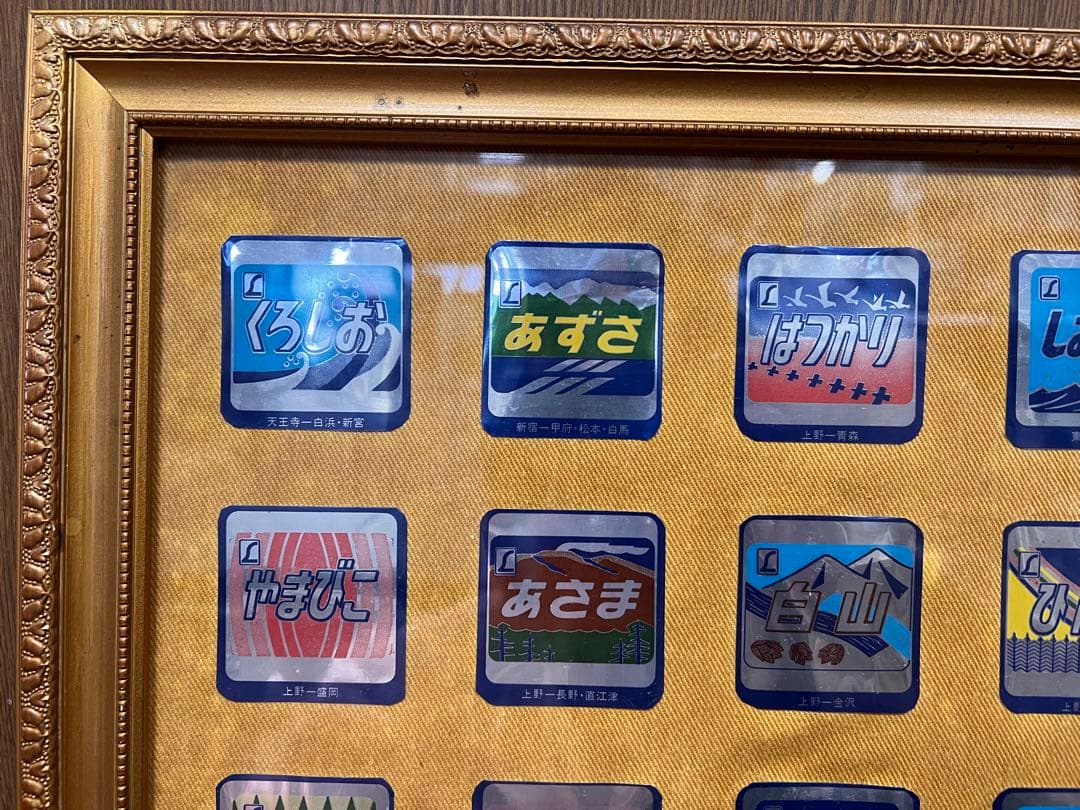 くろしお
天王寺ー白浜・新宮
あずさ
新宿ー甲府・松本・白馬
はつかり
上野ー青森
し
やまびこ
上野ー盛岡
あさま
上野ー長野・直江津
白山
上野ー金沢
ひ
上